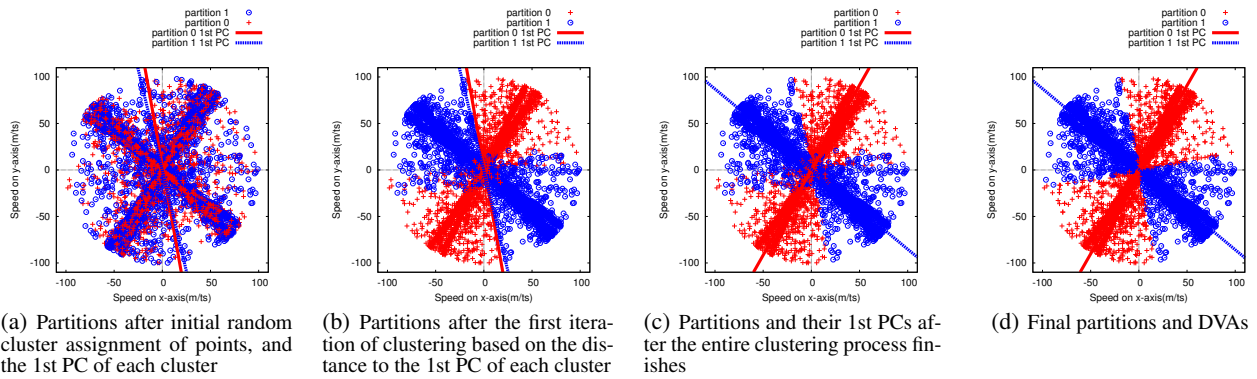 partition 1
partition 0
partition 0 1st PC
partition 1 1st PC
100
50
0
-50
-100
Speed on y-axis(m/ts)
-100 -50 0 50 100
Speed on x-axis(m/ts)
(a) Partitions after initial random
cluster assignment of points, and
the 1st PC of each cluster
partition 0
partition 1
partition 0 1st PC
partition 1 1st PC
100
50
0
-50
-100
Speed on y-axis(m/ts)
-100 -50 0 50 100
Speed on x-axis(m/ts)
(b) Partitions after the first itera-
tion of clustering based on the dis-
tance to the 1st PC of each cluster
partition 0
partition 1
partition 0 1st PC
partition 1 1st PC
100
50
0
-50
-100
Speed on y-axis(m/ts)
-100 -50 0 50 100
Speed on x-axis(m/ts)
(c) Partitions and their 1st PCs af-
ter the entire clustering process fin-
ishes
partition 0
partition 1
partition 0 1st PC
partition 1 1st PC
100
50
0
-50
-100
Speed on y-axis(m/ts)
-100 -50 0 50 100
Speed on x-axis(m/ts)
(d) Final partitions and DVAs